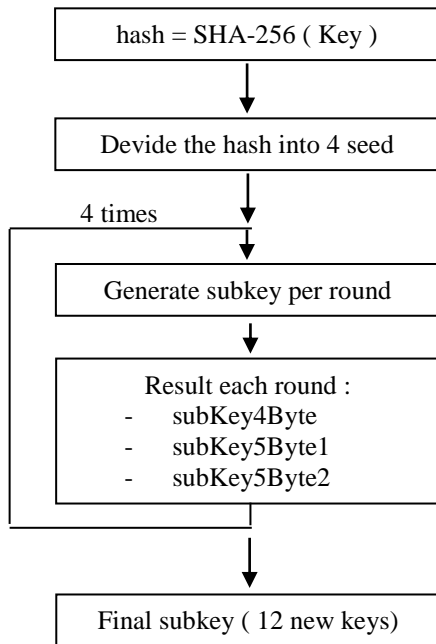 hash = SHA-256 ( Key )
Devide the hash into 4 seed
4 times
Generate subkey per round
Result each round :
- subKey4Byte
- subKey5Byte1
- subKey5Byte2
Final subkey ( 12 new keys)